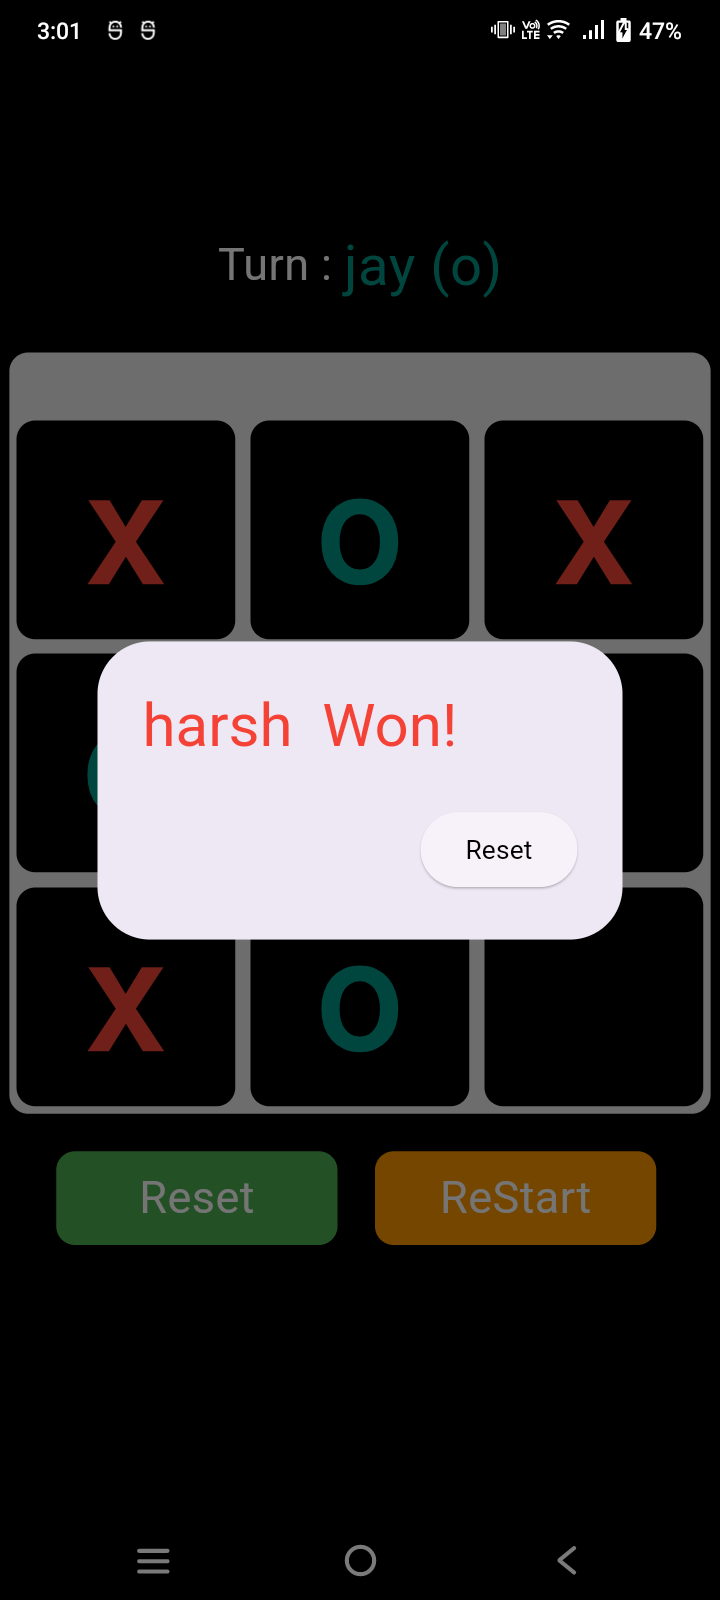 3:01 47%
Turn : jay (o)
X O X
harsh Won!
Reset
X O
Reset ReStart